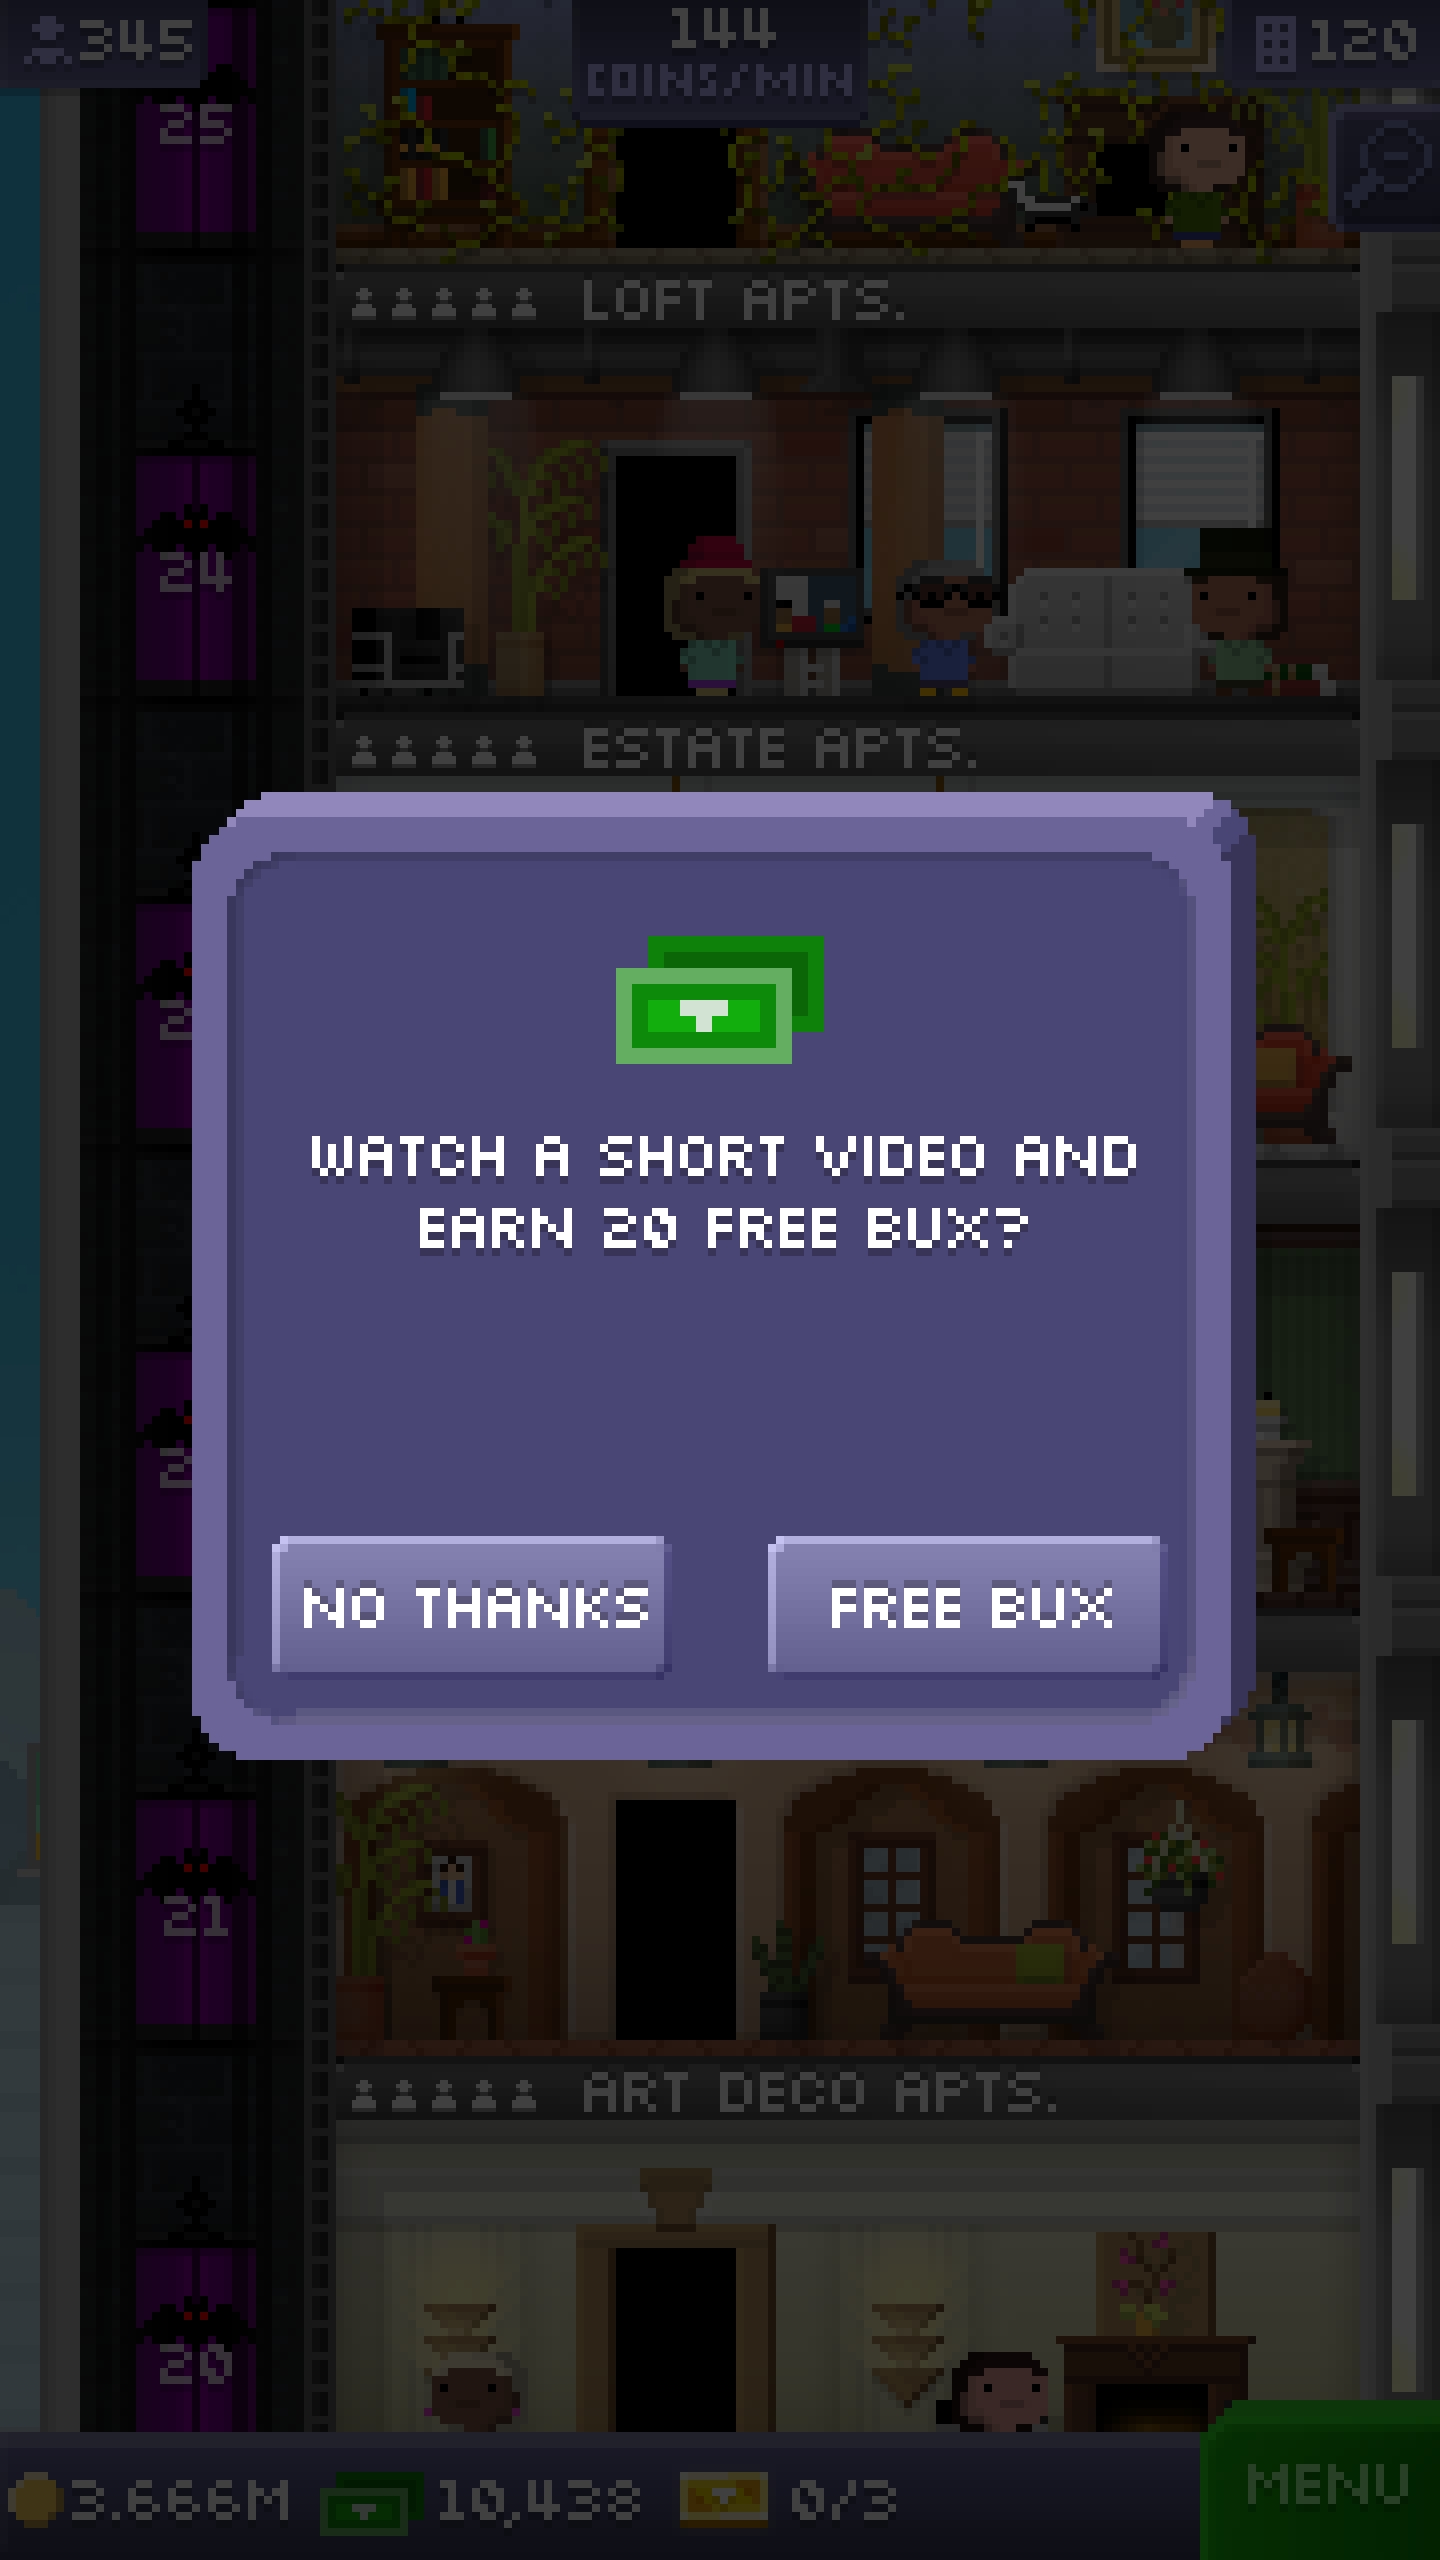 345
144
COINS/MIN
120
25
LOFT APTS.
24
ESTATE APTS.
WATCH A SHORT VIDEO AND
EARN 20 FREE BUX?
NO THANKS
FREE BUX
21
ART DECO APTS.
20
3.666M
10,438
0/3
MENU